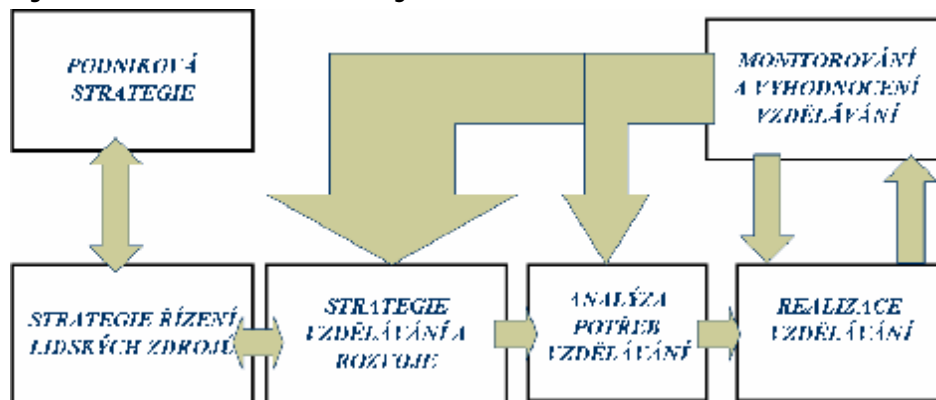 PODNIKOVÁ
STRATEGIE
MONITOROVÁNÍ
A VYHODNOCENÍ
VZDĚLÁVÁNÍ
STRATEGIE ŘÍZENÍ
LIDSKÝCH ZDROJŮ
STRATEGIE
VZDĚLÁVÁNÍ A
ROZVOJE
ANALÝZA
POTŘEB
VZDĚLÁVÁNÍ
REALIZACE
VZDĚLÁVÁNÍ